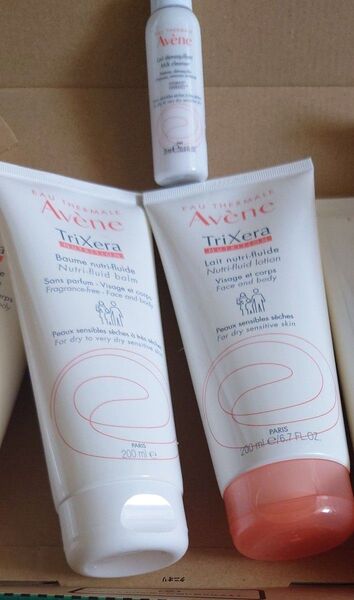 EAU THERMALE
Avène
Lait démaquillant
Milk cleanser
EAU THERMALE
Avène
TriXera
NUTRITION
Baume nutri-fluide
Nutri-fluid balm
Sans parfum - Visage et corps
Fragrance-free - Face and body
Peaux sensibles sèches à très sèches
For dry to very dry sensitive skin
PARIS
200 ml e
EAU THERMALE
Avène
TriXera
NUTRITION
Lait nutri-fluide
Nutri-fluid lotion
Visage et corps
Face and body
Peaux sensibles sèches
For dry sensitive skin
PARIS
200 ml e / 6.7 FL.OZ.